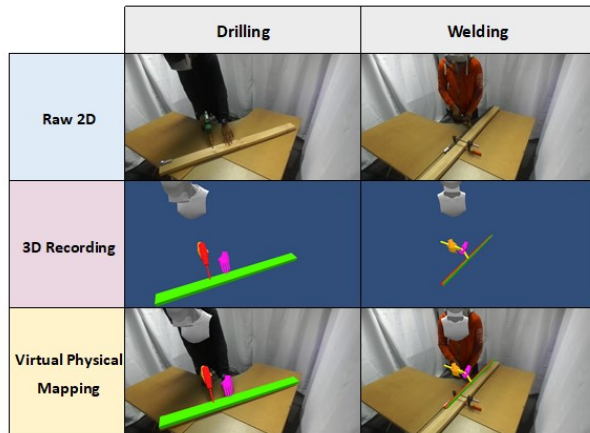 Drilling
Welding
Raw 2D
3D Recording
Virtual Physical
Mapping